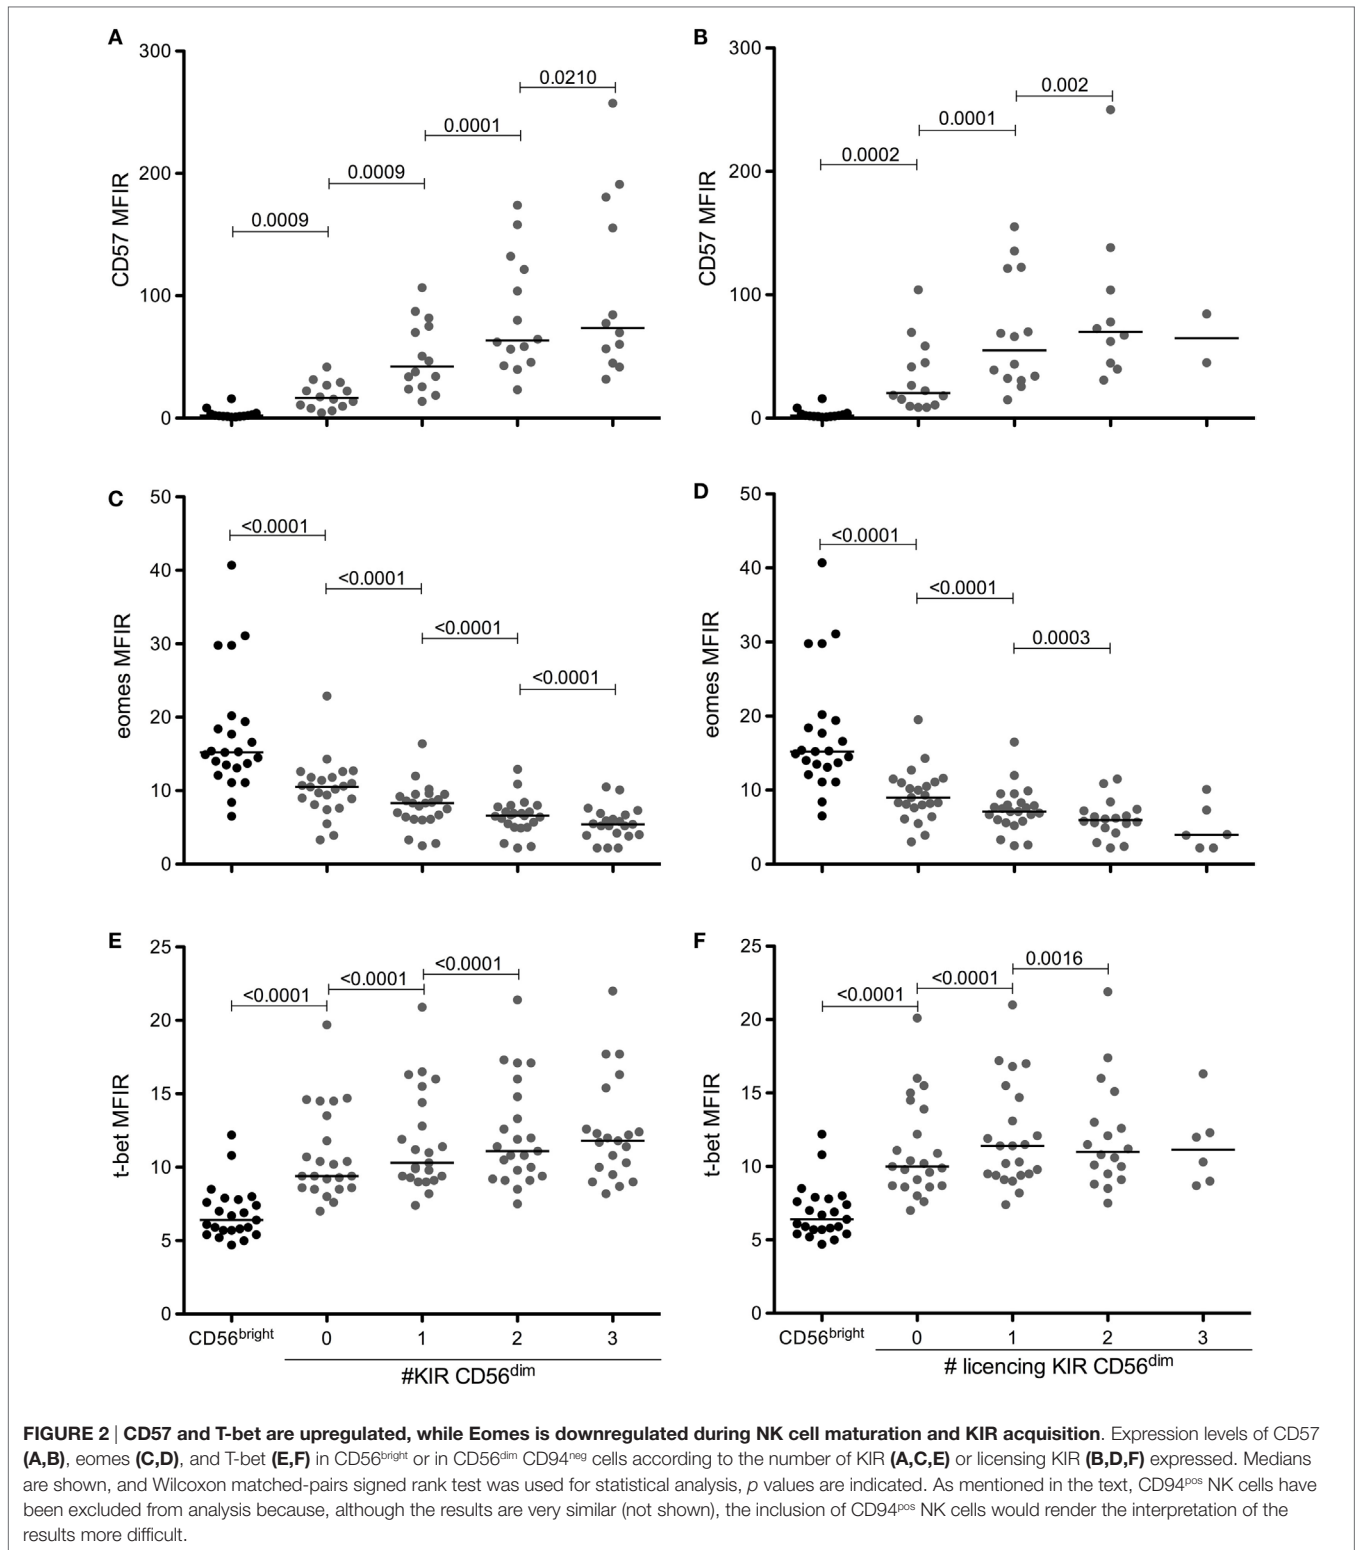 A
300
200
100
0
CD57 MFIR
0.0009
0.0009
0.0001
0.0210
B
300
200
100
0
CD57 MFIR
0.0002
0.0001
0.002
C
50
40
30
20
10
0
eomes MFIR
<0.0001
<0.0001
<0.0001
<0.0001
D
50
40
30
20
10
0
eomes MFIR
<0.0001
<0.0001
0.0003
E
25
20
15
10
5
0
t-bet MFIR
<0.0001
<0.0001
<0.0001
CD56bright 0 1 2 3
#KIR CD56dim
F
25
20
15
10
5
0
t-bet MFIR
<0.0001
<0.0001
0.0016
CD56bright 0 1 2 3
# licencing KIR CD56dim
FIGURE 2 | CD57 and T-bet are upregulated, while Eomes is downregulated during NK cell maturation and KIR acquisition. Expression levels of CD57
(A,B), eomes (C,D), and T-bet (E,F) in CD56bright or in CD56dim CD94neg cells according to the number of KIR (A,C,E) or licensing KIR (B,D,F) expressed. Medians
are shown, and Wilcoxon matched-pairs signed rank test was used for statistical analysis, p values are indicated. As mentioned in the text, CD94pos NK cells have
been excluded from analysis because, although the results are very similar (not shown), the inclusion of CD94pos NK cells would render the interpretation of the
results more difficult.